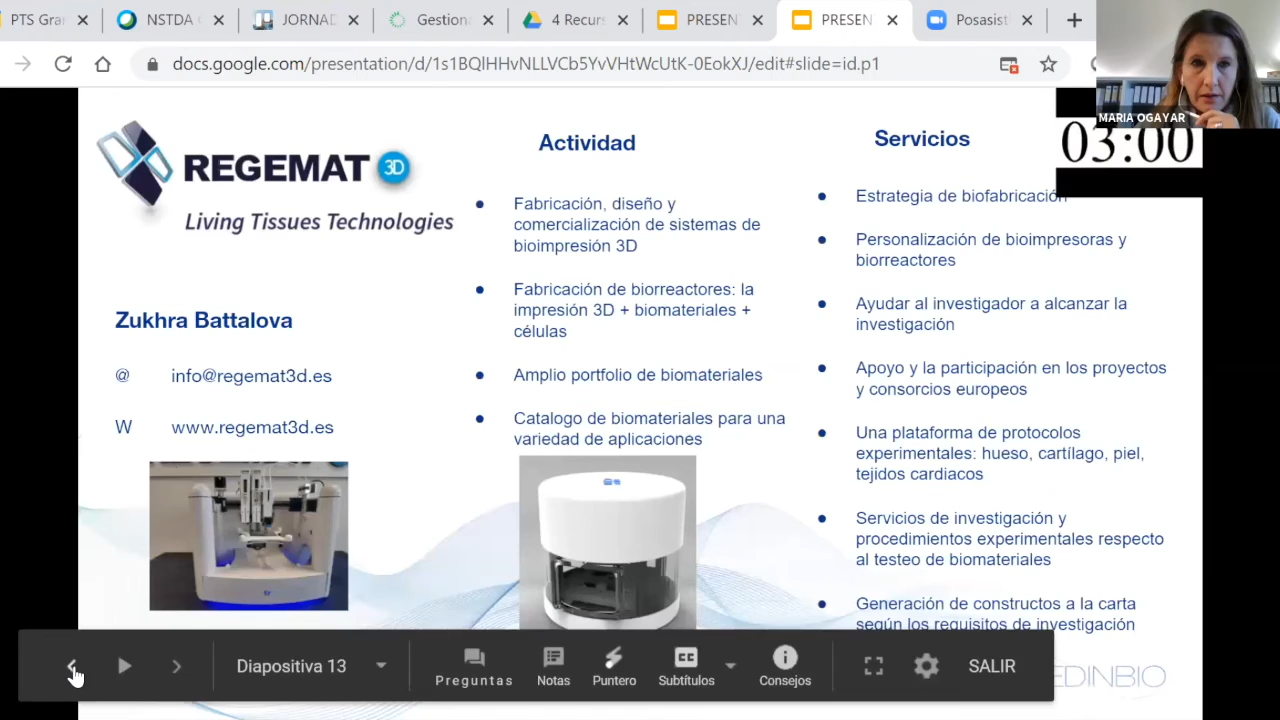 PTS Gran
NSTDA
JORNAD
Gestiona
4 Recurs
PRESEN
PRESEN
Posasist
docs.google.com/presentation/d/1s1BQlHHvNLLVCb5YvVHtWcUtK-0EokXJ/edit#slide=id.p1
MARIA OGAYAR
03:00
REGEMAT 3D
Living Tissues Technologies
Zukhra Battalova
@ info@regemat3d.es
W www.regemat3d.es
Actividad
Fabricación, diseño y
comercialización de sistemas de
bioimpresión 3D
Fabricación de biorreactores: la
impresión 3D + biomateriales +
células
Amplio portfolio de biomateriales
Catalogo de biomateriales para una
variedad de aplicaciones
Servicios
Estrategia de biofabricación
Personalización de bioimpresoras y
biorreactores
Ayudar al investigador a alcanzar la
investigación
Apoyo y la participación en los proyectos
y consorcios europeos
Una plataforma de protocolos
experimentales: hueso, cartílago, piel,
tejidos cardiacos
Servicios de investigación y
procedimientos experimentales respecto
al testeo de biomateriales
Generación de constructos a la carta
según los requisitos de investigación
EDINBIO
Diapositiva 13
Preguntas
Notas
Puntero
Subtítulos
Consejos
SALIR